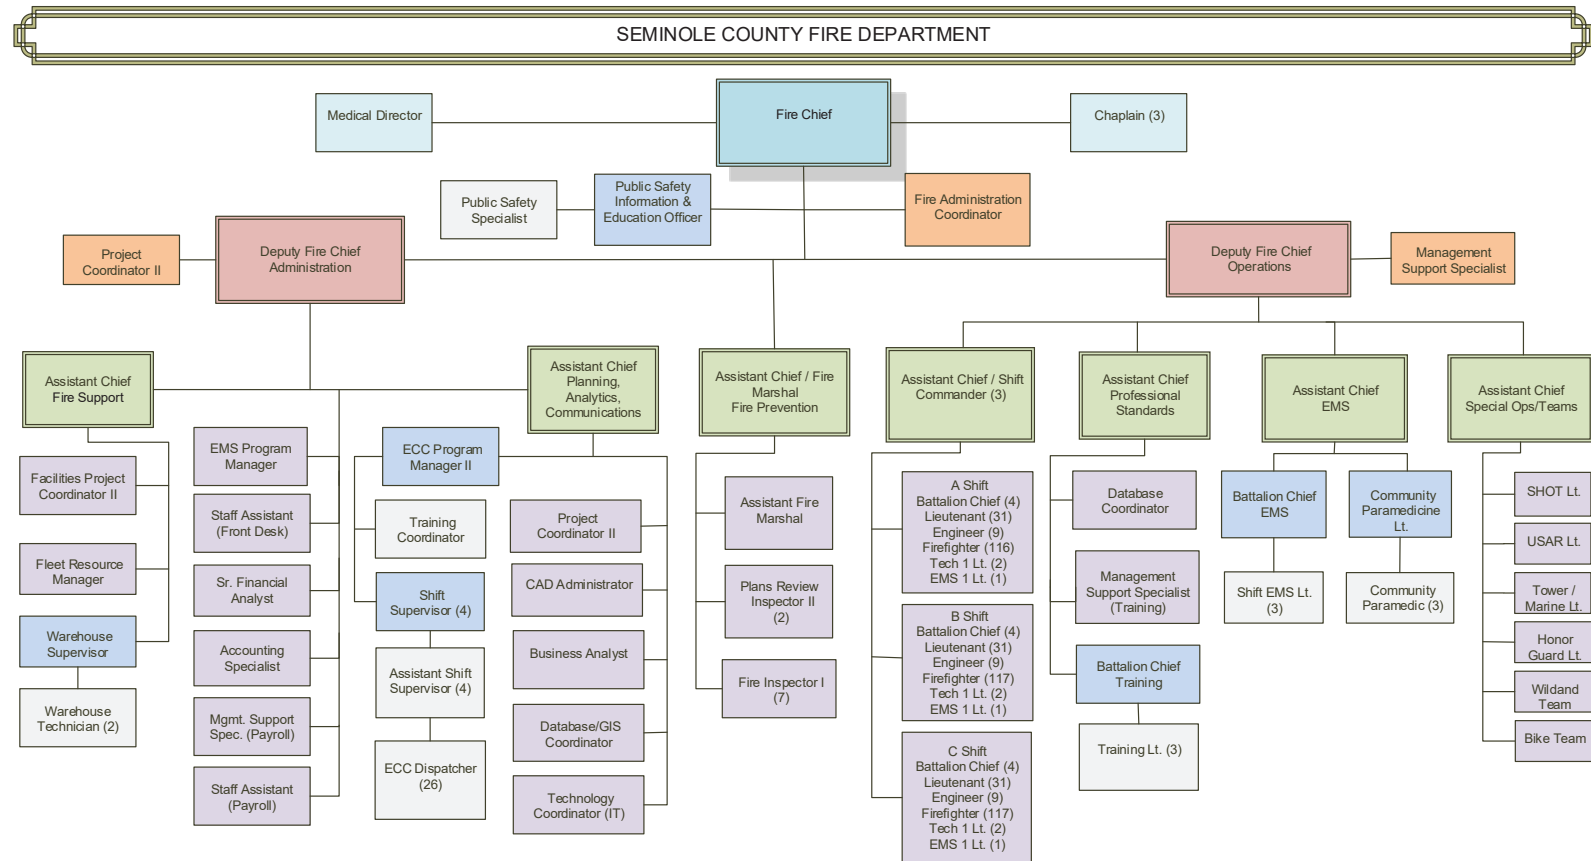 SEMINOLE COUNTY FIRE DEPARTMENT
Medical Director
Fire Chief
Chaplain (3)
Public Safety
Specialist
Public Safety
Information &
Education Officer
Fire Administration
Coordinator
Project
Coordinator II
Deputy Fire Chief
Administration
Deputy Fire Chief
Operations
Management
Support Specialist
Assistant Chief
Fire Support
Assistant Chief
Planning,
Analytics,
Communications
Assistant Chief / Fire
Marshal
Fire Prevention
Assistant Chief / Shift
Commander (3)
Assistant Chief
Professional
Standards
Assistant Chief
EMS
Assistant Chief
Special Ops/Teams
Facilities Project
Coordinator II
Fleet Resource
Manager
Warehouse
Supervisor
Warehouse
Technician (2)
EMS Program
Manager
Staff Assistant
(Front Desk)
Sr. Financial
Analyst
Accounting
Specialist
Mgmt. Support
Spec. (Payroll)
Staff Assistant
(Payroll)
ECC Program
Manager II
Training
Coordinator
Shift
Supervisor (4)
Assistant Shift
Supervisor (4)
ECC Dispatcher
(26)
Project
Coordinator II
CAD Administrator
Business Analyst
Database/GIS
Coordinator
Technology
Coordinator (IT)
Assistant Fire
Marshal
Plans Review
Inspector II
(2)
Fire Inspector I
(7)
A Shift
Battalion Chief (4)
Lieutenant (31)
Engineer (9)
Firefighter (116)
Tech 1 Lt. (2)
EMS 1 Lt. (1)
B Shift
Battalion Chief (4)
Lieutenant (31)
Engineer (9)
Firefighter (117)
Tech 1 Lt. (2)
EMS 1 Lt. (1)
C Shift
Battalion Chief (4)
Lieutenant (31)
Engineer (9)
Firefighter (117)
Tech 1 Lt. (2)
EMS 1 Lt. (1)
Database
Coordinator
Management
Support Specialist
(Training)
Battalion Chief
Training
Training Lt. (3)
Battalion Chief
EMS
Shift EMS Lt.
(3)
Community
Paramedicine
Lt.
Community
Paramedic (3)
SHOT Lt.
USAR Lt.
Tower /
Marine Lt.
Honor
Guard Lt.
Wildand
Team
Bike Team